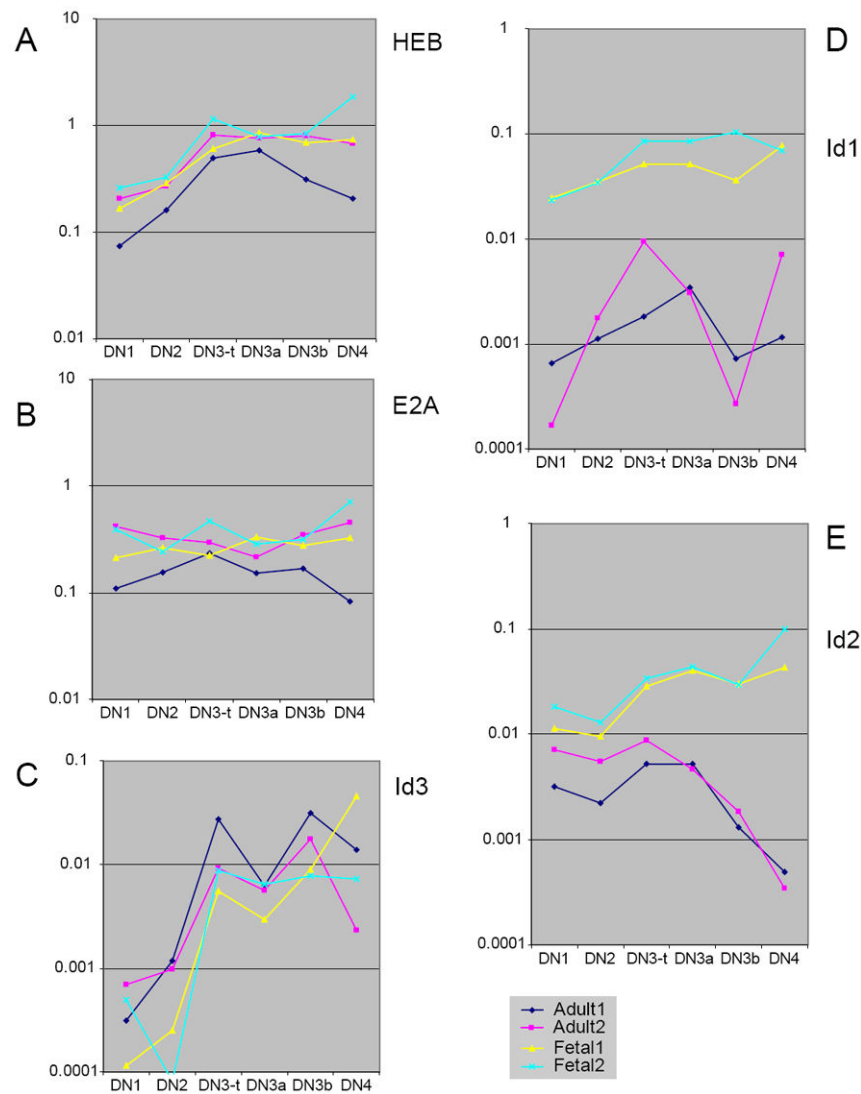 A
HEB
10
1
0.1
0.01
DN1 DN2 DN3-t DN3a DN3b DN4
B
E2A
10
1
0.1
0.01
DN1 DN2 DN3-t DN3a DN3b DN4
C
Id3
0.1
0.01
0.001
0.0001
DN1 DN2 DN3-t DN3a DN3b DN4
D
Id1
1
0.1
0.01
0.001
0.0001
DN1 DN2 DN3-t DN3a DN3b DN4
E
Id2
1
0.1
0.01
0.001
0.0001
DN1 DN2 DN3-t DN3a DN3b DN4
Adult1
Adult2
Fetal1
Fetal2